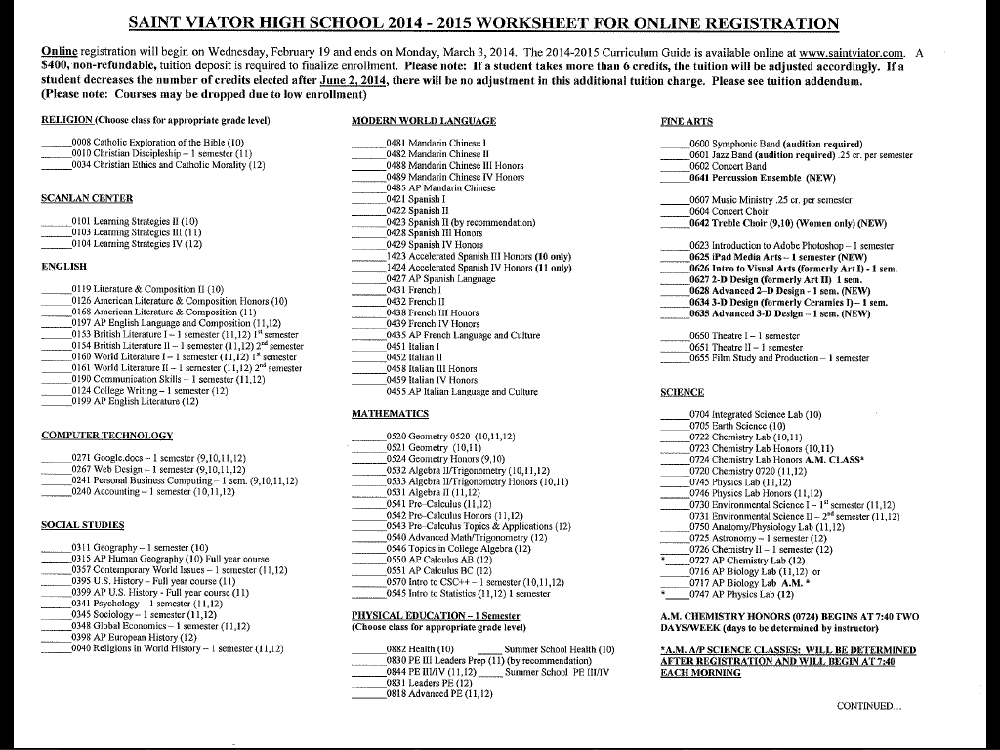 SAINT VIATOR HIGH SCHOOL 2014 - 2015 WORKSHEET FOR ONLINE REGISTRATION
Online registration will begin on Wednesday, February 19 and ends on Monday, March 3, 2014. The 2014-2015 Curriculum Guide is available online at www.saintviator.com. A
$400, non-refundable, tuition deposit is required to finalize enrollment. Please note: If a student takes more than 6 credits, the tuition will be adjusted accordingly. If a
student decreases the number of credits elected after June 2, 2014, there will be no adjustment in this additional tuition charge. Please see tuition addendum.
(Please note: Courses may be dropped due to low enrollment)
RELIGION (Choose class for appropriate grade level)
______0008 Catholic Exploration of the Bible (10)
______0010 Christian Discipleship – 1 semester (11)
______0034 Christian Ethics and Catholic Morality (12)
SCANLAN CENTER
______0101 Learning Strategies II (10)
______0103 Learning Strategies III (11)
______0104 Learning Strategies IV (12)
ENGLISH
______0119 Literature & Composition II (10)
______0126 American Literature & Composition Honors (10)
______0168 American Literature (11)
______0197 AP English Language and Composition (11,12)
______0153 British Literature I – 1 semester (11,12) 1st semester
______0154 British Literature II – 1 semester (11,12) 2nd semester
______0160 World Literature I – 1 semester (11,12) 1st semester
______0161 World Literature II – 1 semester (11,12) 2nd semester
______0190 Communication Skills – 1 semester (11,12)
______0124 College Writing – 1 semester (12)
______0199 AP English Literature (12)
COMPUTER TECHNOLOGY
______0271 Google.docs – 1 semester (9,10,11,12)
______0267 Web Design – 1 semester (9,10,11,12)
______0241 Personal Business Computing – 1 sem. (9,10,11,12)
______0240 Accounting – 1 semester (10,11,12)
SOCIAL STUDIES
______0311 Geography – 1 semester (10)
______0315 AP Human Geography (10) Full year course
______0357 Contemporary World Issues – 1 semester (11,12)
______0395 U.S. History - Full year course (11)
______0399 AP U.S. History - Full year course (11)
______0341 Psychology – 1 semester (11,12)
______0345 Sociology – 1 semester (11,12)
______0348 Global Economics – 1 semester (11,12)
______0398 AP European History (12)
______0040 Religions in World History – 1 semester (11,12)
MODERN WORLD LANGUAGE
______0481 Mandarin Chinese I
______0482 Mandarin Chinese II
______0488 Mandarin Chinese III Honors
______0489 Mandarin Chinese IV Honors
______0485 AP Mandarin Chinese
______0421 Spanish I
______0422 Spanish II
______0423 Spanish II (by recommendation)
______0428 Spanish III Honors
______0429 Spanish IV Honors
______1423 Accelerated Spanish III Honors (10 only)
______1424 Accelerated Spanish IV Honors (11 only)
______0427 AP Spanish Language
______0431 French I
______0432 French II
______0438 French III Honors
______0439 French IV Honors
______0435 AP French Language and Culture
______0451 Italian I
______0452 Italian II
______0458 Italian III Honors
______0459 Italian IV Honors
______0455 AP Italian Language and Culture
MATHEMATICS
______0520 Geometry 0520 (10,11,12)
______0521 Geometry (10,11)
______0524 Geometry Honors (9,10)
______0532 Algebra II/Trigonometry (10,11,12)
______0533 Algebra II/Trigonometry Honors (10,11)
______0531 Algebra II (11,12)
______0541 Pre–Calculus (11,12)
______0542 Pre–Calculus Honors (11,12)
______0543 Pre–Calculus Topics & Applications (12)
______0540 Advanced Math/Trigonometry (12)
______0546 Topics in College Algebra (12)
______0550 AP Calculus AB (12)
______0551 AP Calculus BC (12)
______0570 Intro to CSC++ – 1 semester (10,11,12)
______0545 Intro to Statistics (11,12) 1 semester
PHYSICAL EDUCATION – 1 Semester
(Choose class for appropriate grade level)
______0882 Health (10) _____ Summer School Health (10)
______0830 PE III Leaders Prep (11) (by recommendation)
______0844 PE III/IV (11,12) _____ Summer School PE III/IV
______0831 Leaders PE (12)
______0818 Advanced PE (11,12)
FINE ARTS
______0600 Symphonic Band (audition required)
______0601 Jazz Band (audition required) .25 cr. per semester
______0602 Concert Band
______0641 Percussion Ensemble (NEW)
______0607 Music Ministry .25 cr. per semester
______0604 Concert Choir
______0642 Treble Choir (9,10) (Women only) (NEW)
______0623 Introduction to Adobe Photoshop – 1 semester
______0625 iPad Media Arts – 1 semester (NEW)
______0626 Intro to Visual Arts (formerly Art I) - 1 sem.
______0627 2-D Design (formerly Art II) 1 sem.
______0628 Advanced 2–D Design - 1 sem. (NEW)
______0634 3-D Design (formerly Ceramics I) – 1 sem.
______0635 Advanced 3-D Design – 1 sem. (NEW)
______0650 Theatre I – 1 semester
______0651 Theatre II – 1 semester
______0655 Film Study and Production – 1 semester
SCIENCE
______0704 Integrated Science Lab (10)
______0705 Earth Science (10)
______0722 Chemistry Lab (10,11)
______0723 Chemistry Lab Honors (10,11)
______0724 Chemistry Lab Honors A.M. CLASS*
______0720 Chemistry 0720 (11,12)
______0745 Physics Lab (11,12)
______0746 Physics Lab Honors (11,12)
______0730 Environmental Science I – 1st semester (11,12)
______0731 Environmental Science II – 2nd semester (11,12)
______0750 Anatomy/Physiology Lab (11,12)
______0725 Astronomy – 1 semester (12)
______0726 Chemistry II – 1 semester (12)
*_____0727 AP Chemistry Lab (12)
______0716 AP Biology Lab (11,12) or
______0717 AP Biology Lab A.M. *
*_____0747 AP Physics Lab (12)
A.M. CHEMISTRY HONORS (0724) BEGINS AT 7:40 TWO
DAYS/WEEK (days to be determined by instructor)
*A.M. A/P SCIENCE CLASSES: WILL BE DETERMINED
AFTER REGISTRATION AND WILL BEGIN AT 7:40
EACH MORNING
CONTINUED...